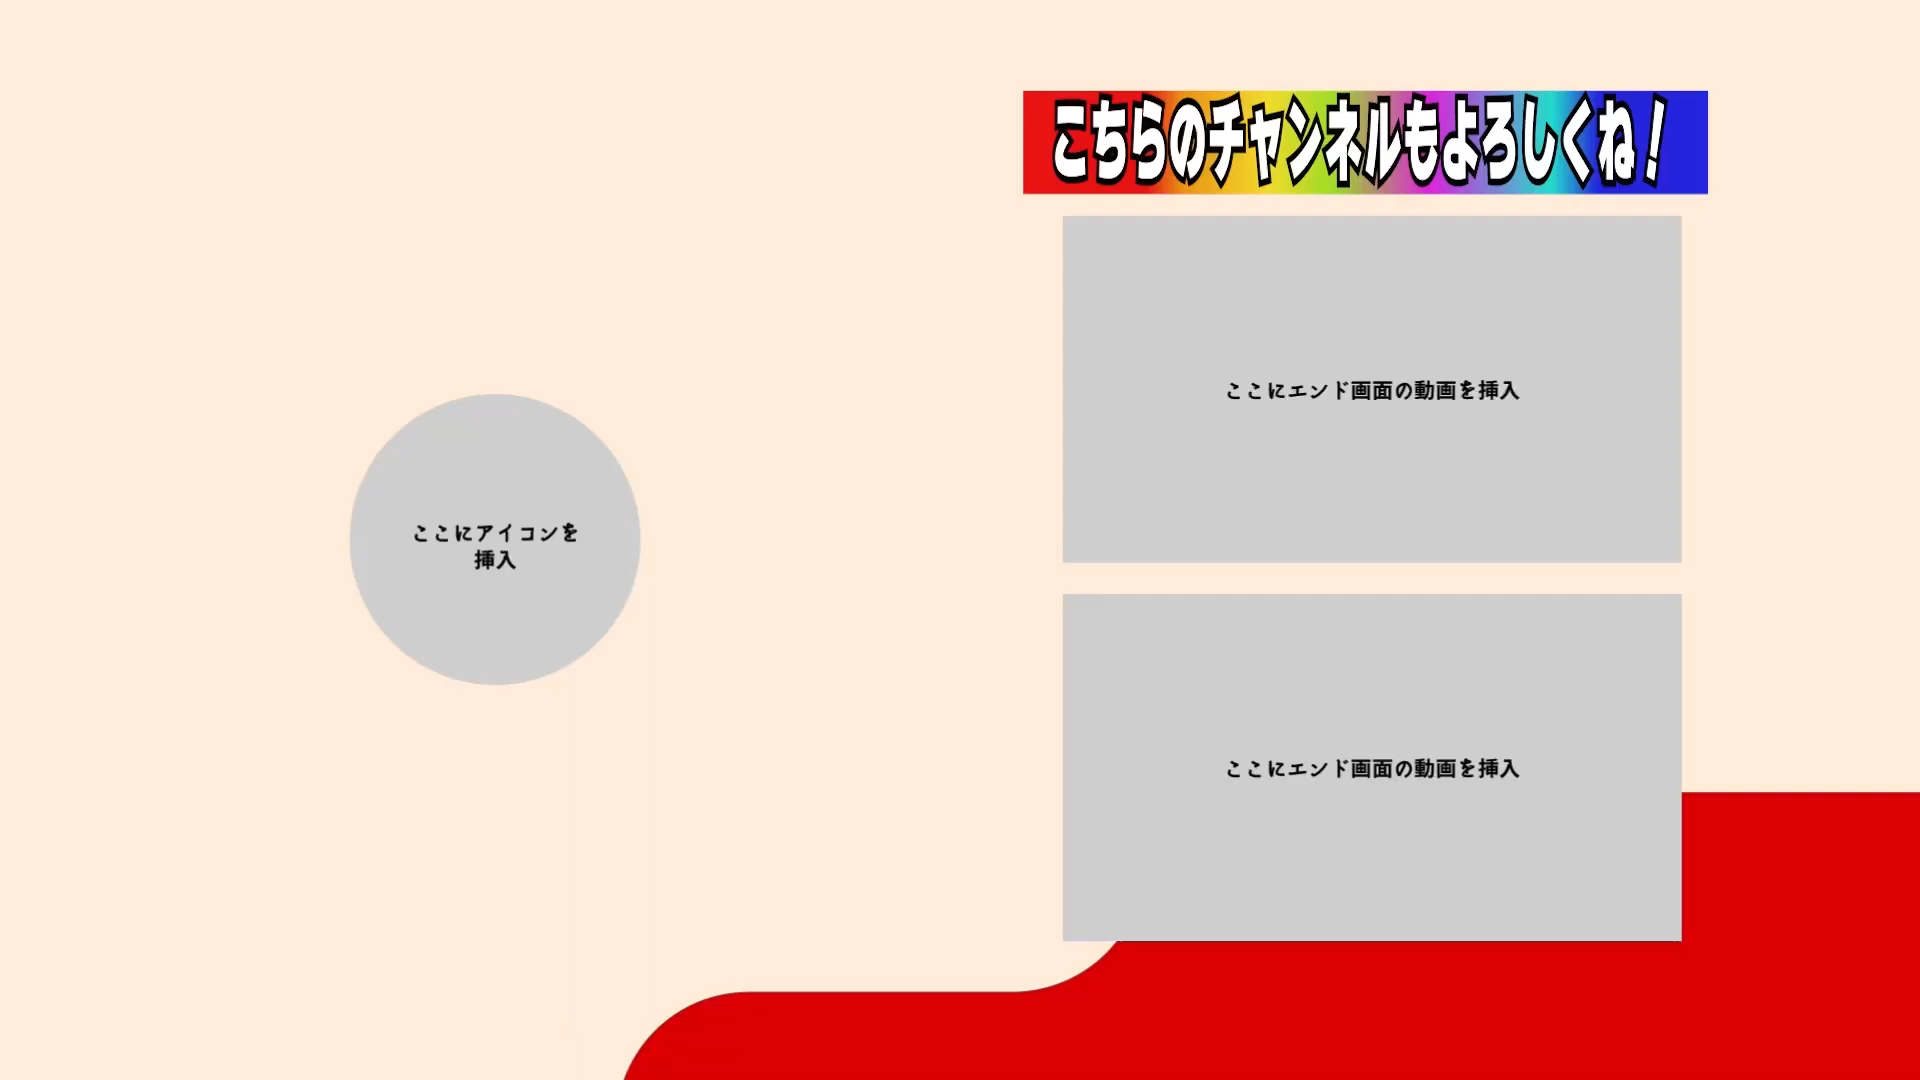 こちらのチャンネルもよろしくね！
ここにエンド画面の動画を挿入
ここにアイコンを
挿入
ここにエンド画面の動画を挿入